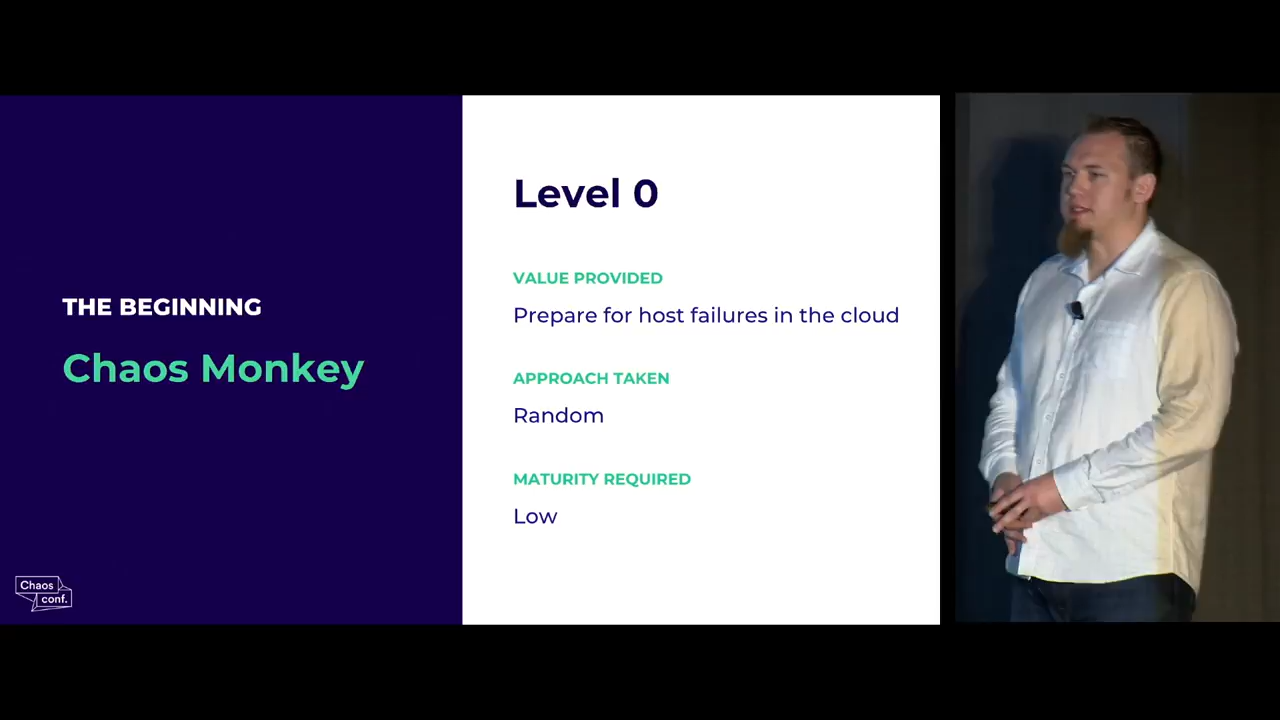 THE BEGINNING
Chaos Monkey
Chaos
conf.
Level 0
VALUE PROVIDED
Prepare for host failures in the cloud
APPROACH TAKEN
Random
MATURITY REQUIRED
Low